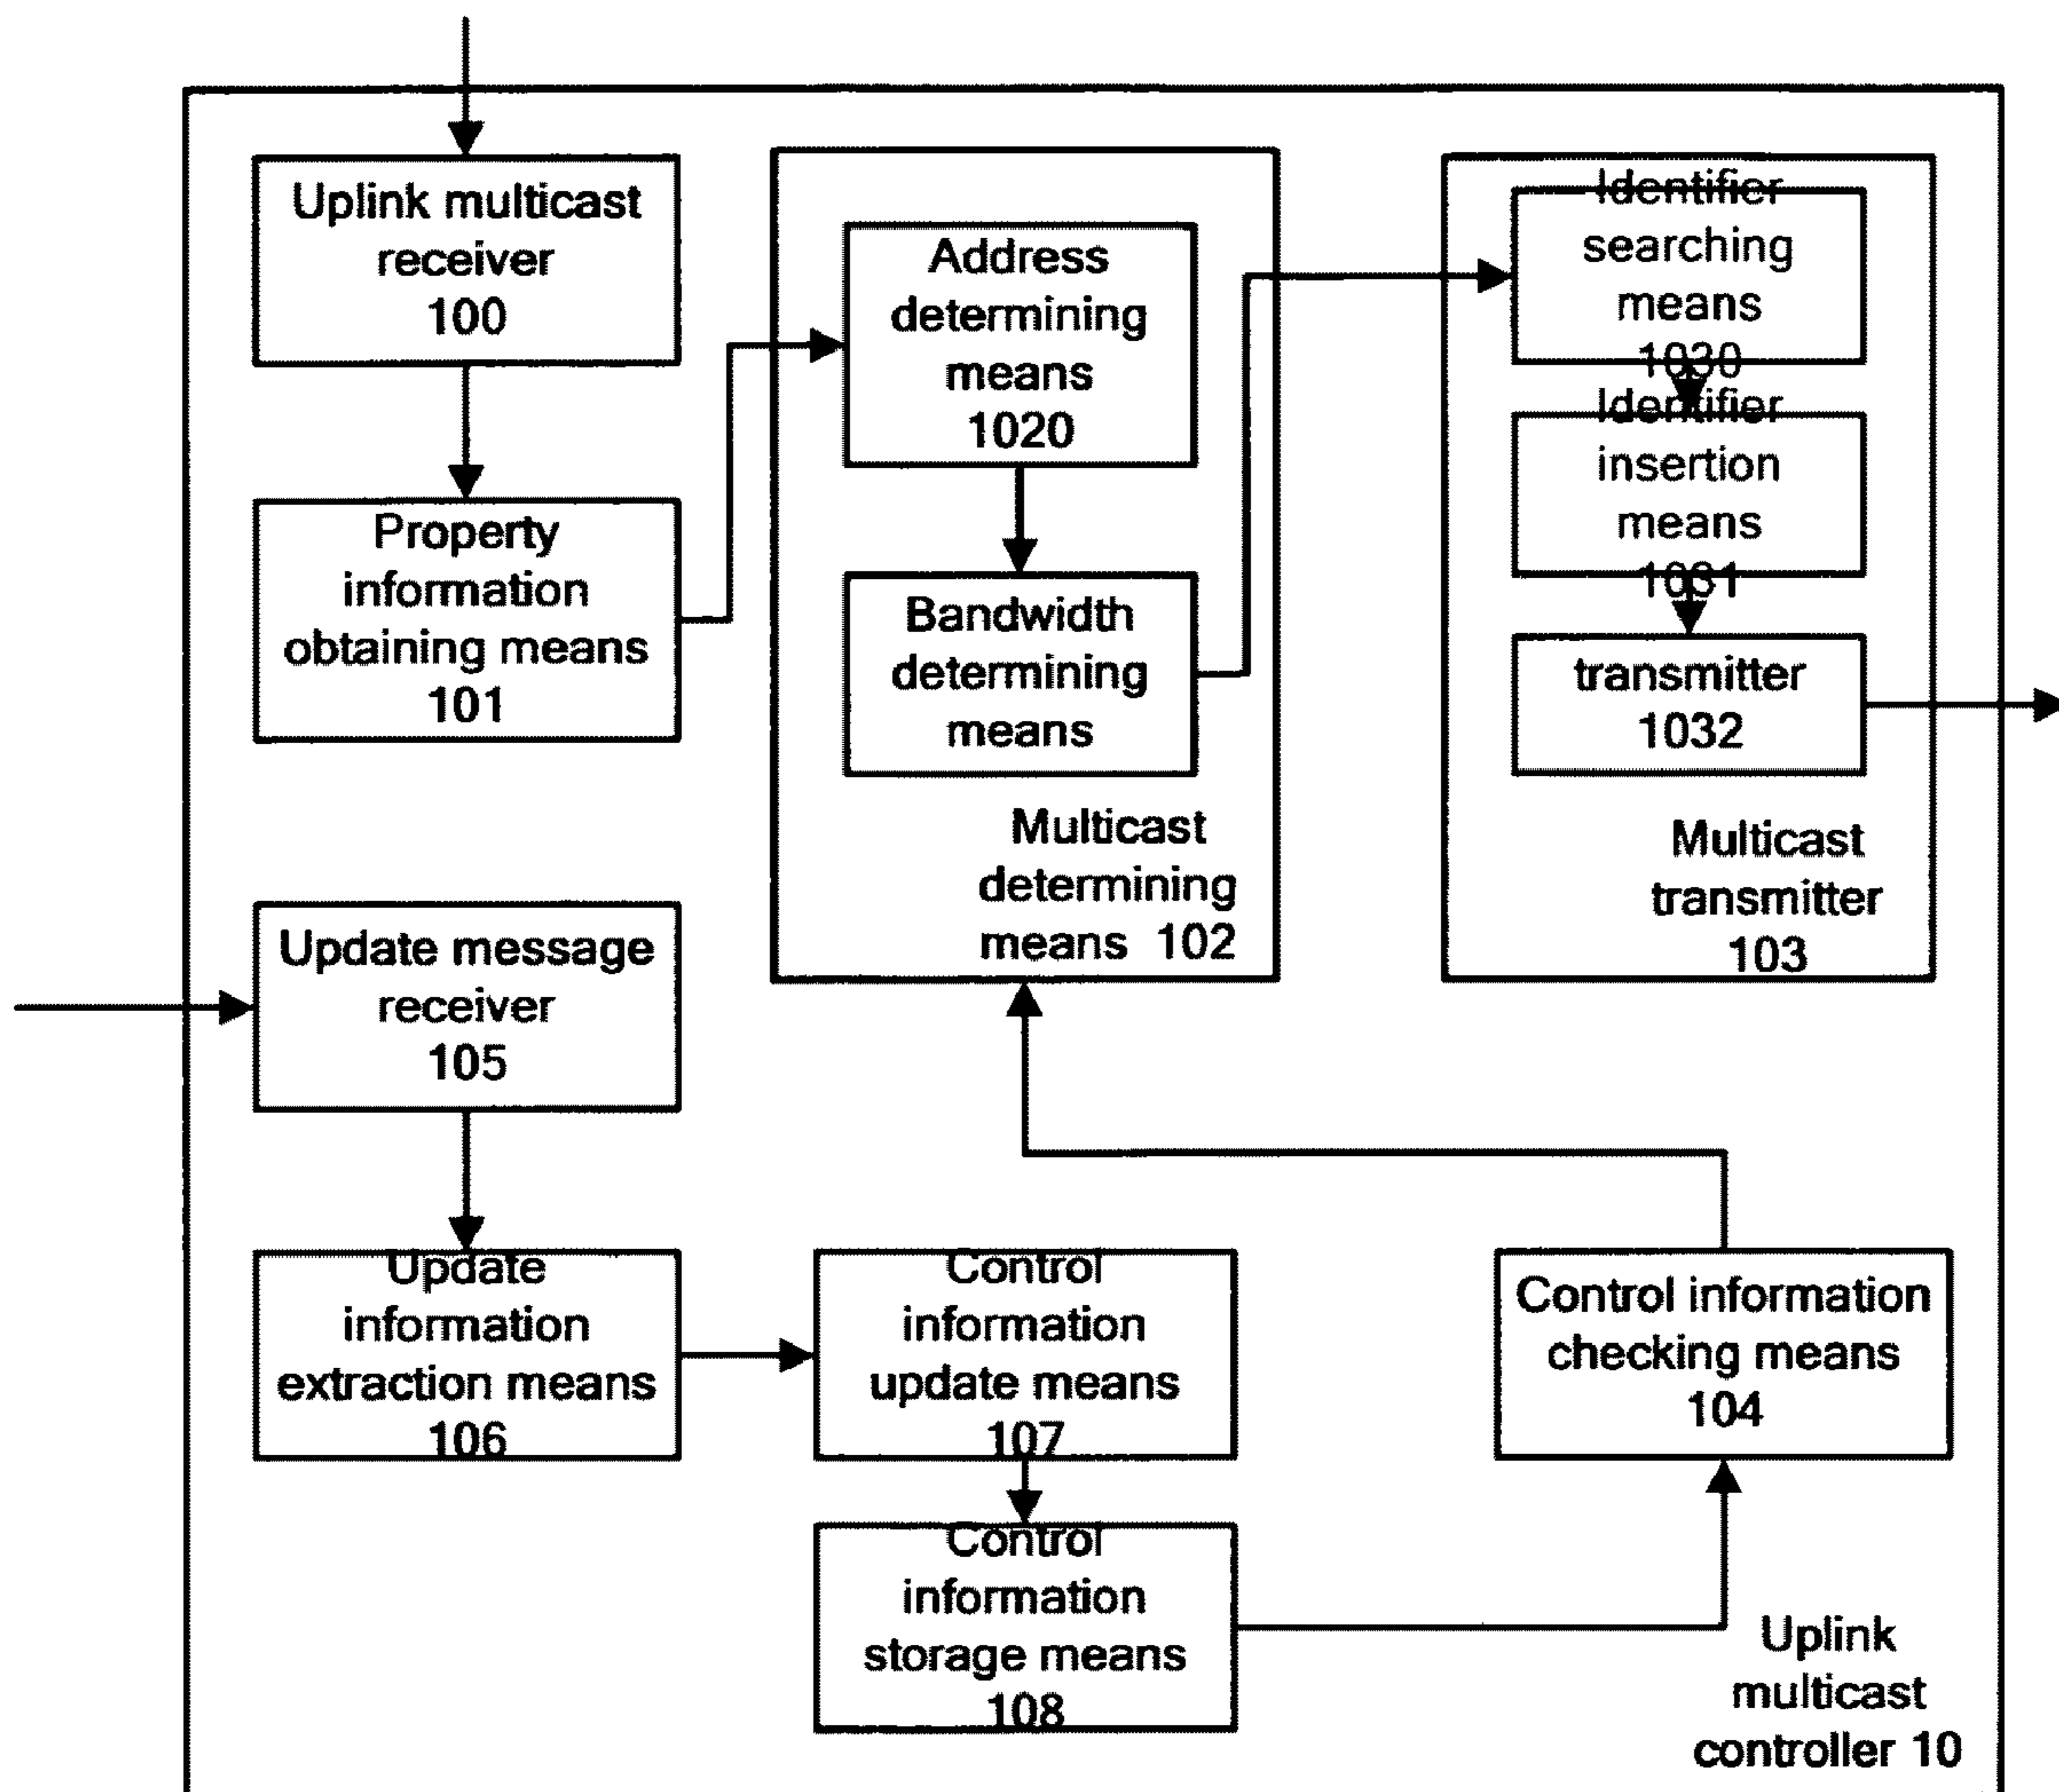 Uplink multicast
receiver
100
Property
information
obtaining means
101
Address
determining
means
1020
Bandwidth
determining
means
Multicast
determining
means 102
Identifier
searching
means
1030
Identifier
insertion
means
1031
transmitter
1032
Multicast
transmitter
103
Update message
receiver
105
Update
information
extraction means
106
Control
information
update means
107
Control
information
storage means
108
Control information
checking means
104
Uplink
multicast
controller 10